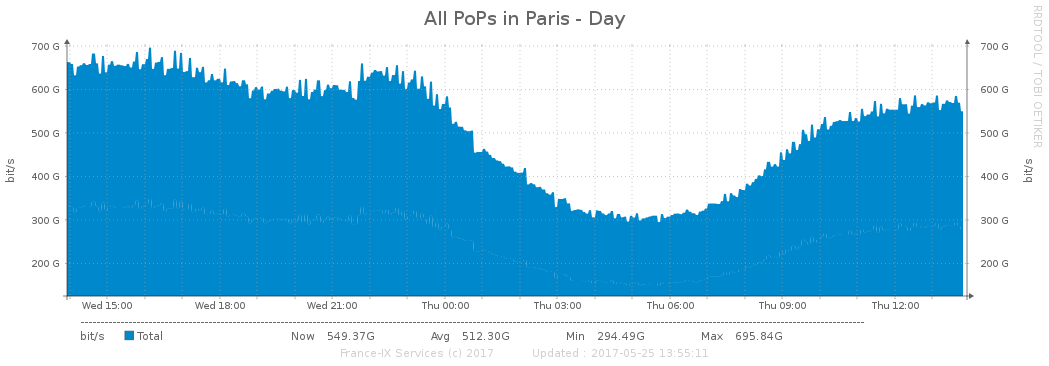 All PoPs in Paris - Day
RRDTOOL / TOBI OETIKER
bit/s
700 G
600 G
500 G
400 G
300 G
200 G
700 G
600 G
500 G
400 G
300 G
200 G
bit/s
Wed 15:00 Wed 18:00 Wed 21:00 Thu 00:00 Thu 03:00 Thu 06:00 Thu 09:00 Thu 12:00
bit/s Total Now 549.37G Avg 512.30G Min 294.49G Max 695.84G
France-IX Services (c) 2017 Updated : 2017-05-25 13:55:11